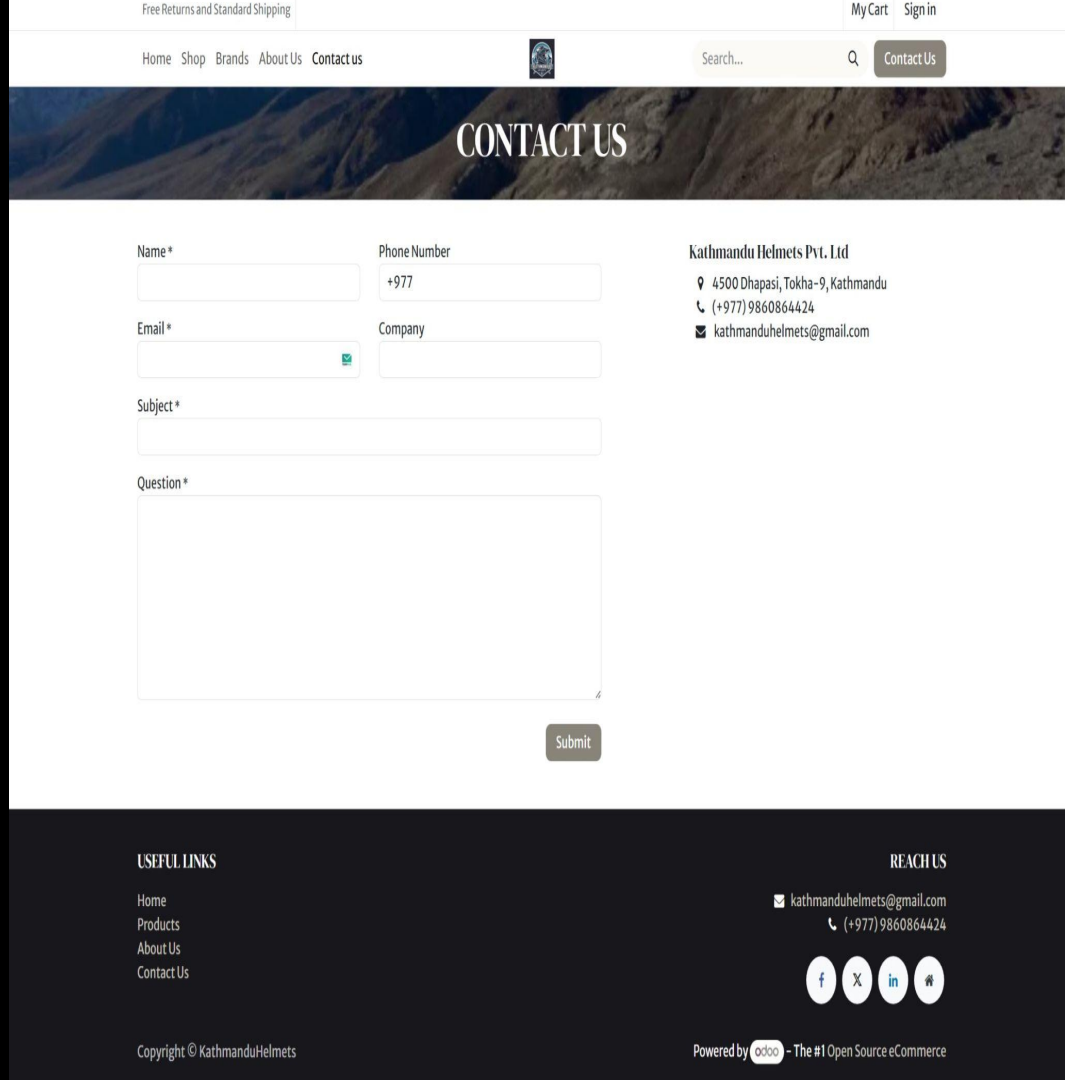 Free Returns and Standard Shipping
My Cart Sign in
Home Shop Brands About Us Contact us
Search...
Contact Us
CONTACT US
Name *
Phone Number
+977
Email *
Company
Subject *
Question *
Submit
Kathmandu Helmets Pvt. Ltd
4500 Dhapasi, Tokha-9, Kathmandu
(+977) 9860864424
kathmanduhelmets@gmail.com
USEFUL LINKS
Home
Products
About Us
Contact Us
REACH US
kathmanduhelmets@gmail.com
(+977) 9860864424
Copyright © KathmanduHelmets
Powered by odoo - The #1 Open Source eCommerce